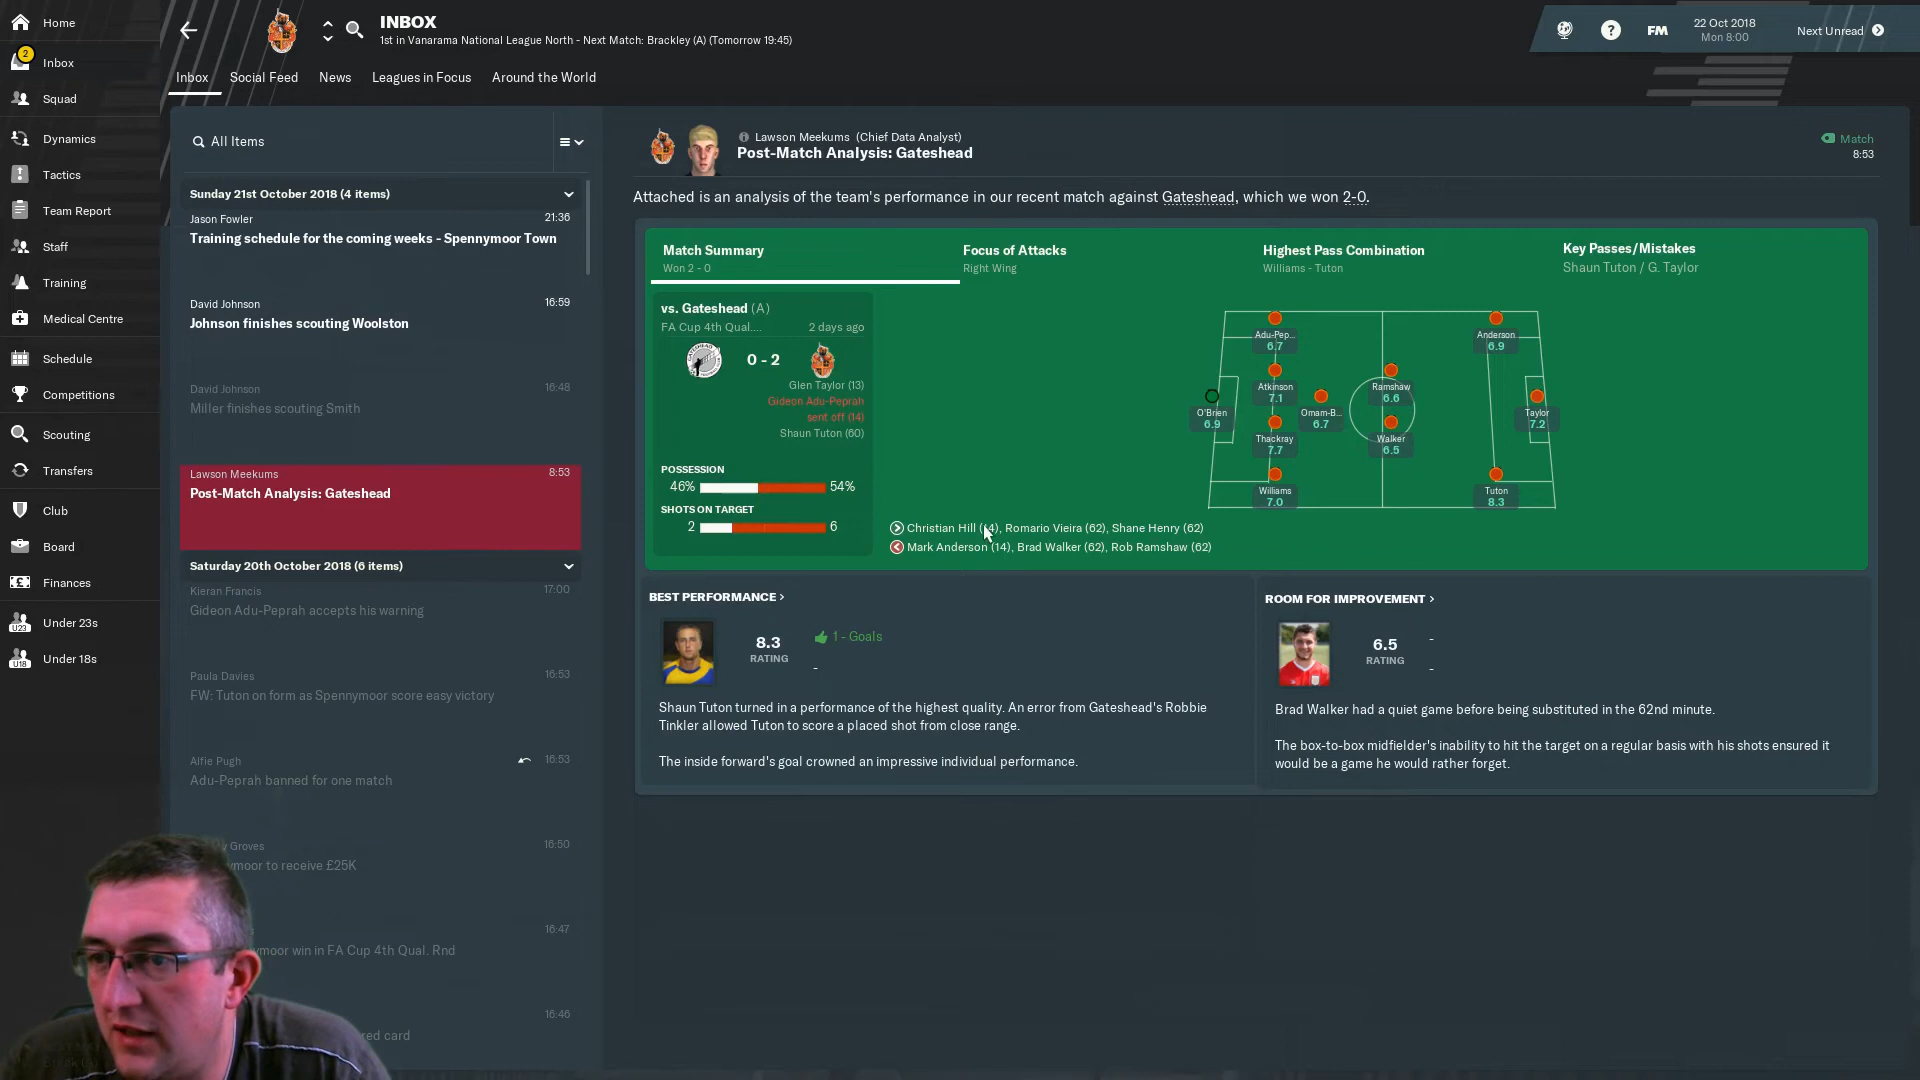 Home
Inbox
2
Squad
Dynamics
Tactics
Team Report
Staff
Training
Medical Centre
Schedule
Competitions
Scouting
Transfers
Club
Board
Finances
Under 23s
U23
Under 18s
U18
INBOX
1st in Vanarama National League North - Next Match: Brackley (A) (Tomorrow 19:45)
FM
22 Oct 2018
Mon 8:00
Next Unread
Inbox Social Feed News Leagues in Focus Around the World
All Items
Sunday 21st October 2018 (4 items)
Jason Fowler 21:36
Training schedule for the coming weeks - Spennymoor Town
David Johnson 16:59
Johnson finishes scouting Woolston
David Johnson 16:48
Miller finishes scouting Smith
Lawson Meekums 8:53
Post-Match Analysis: Gateshead
Saturday 20th October 2018 (6 items)
Kieran Francis 17:00
Gideon Adu-Peprah accepts his warning
Paula Davies 16:53
FW: Tuton on form as Spennymoor score easy victory
Alfie Pugh 16:53
Adu-Peprah banned for one match
Groves 16:50
to receive £25K
16:47
win in FA Cup 4th Qual. Rnd
16:46
card
Lawson Meekums (Chief Data Analyst)
Post-Match Analysis: Gateshead
Match
8:53
Attached is an analysis of the team's performance in our recent match against Gateshead, which we won 2-0.
Match Summary
Won 2 - 0
Focus of Attacks
Right Wing
Highest Pass Combination
Williams - Tuton
Key Passes/Mistakes
Shaun Tuton / G. Taylor
vs. Gateshead (A)
FA Cup 4th Qual.... 2 days ago
0 - 2
Glen Taylor (13)
Gideon Adu-Peprah
sent off (14)
Shaun Tuton (60)
POSSESSION
46% 54%
SHOTS ON TARGET
2 6
Adu-Pep...
6.7
Anderson
6.9
Atkinson
7.1
Ramshaw
6.6
O'Brien
6.9
Omam-B...
6.7
Taylor
7.2
Thackray
7.7
Walker
6.5
Williams
7.0
Tuton
8.3
Christian Hill (14), Romario Vieira (62), Shane Henry (62)
Mark Anderson (14), Brad Walker (62), Rob Ramshaw (62)
BEST PERFORMANCE >
8.3
RATING
1 - Goals
-
Shaun Tuton turned in a performance of the highest quality. An error from Gateshead's Robbie
Tinkler allowed Tuton to score a placed shot from close range.
The inside forward's goal crowned an impressive individual performance.
ROOM FOR IMPROVEMENT >
6.5
RATING
-
-
Brad Walker had a quiet game before being substituted in the 62nd minute.
The box-to-box midfielder's inability to hit the target on a regular basis with his shots ensured it
would be a game he would rather forget.